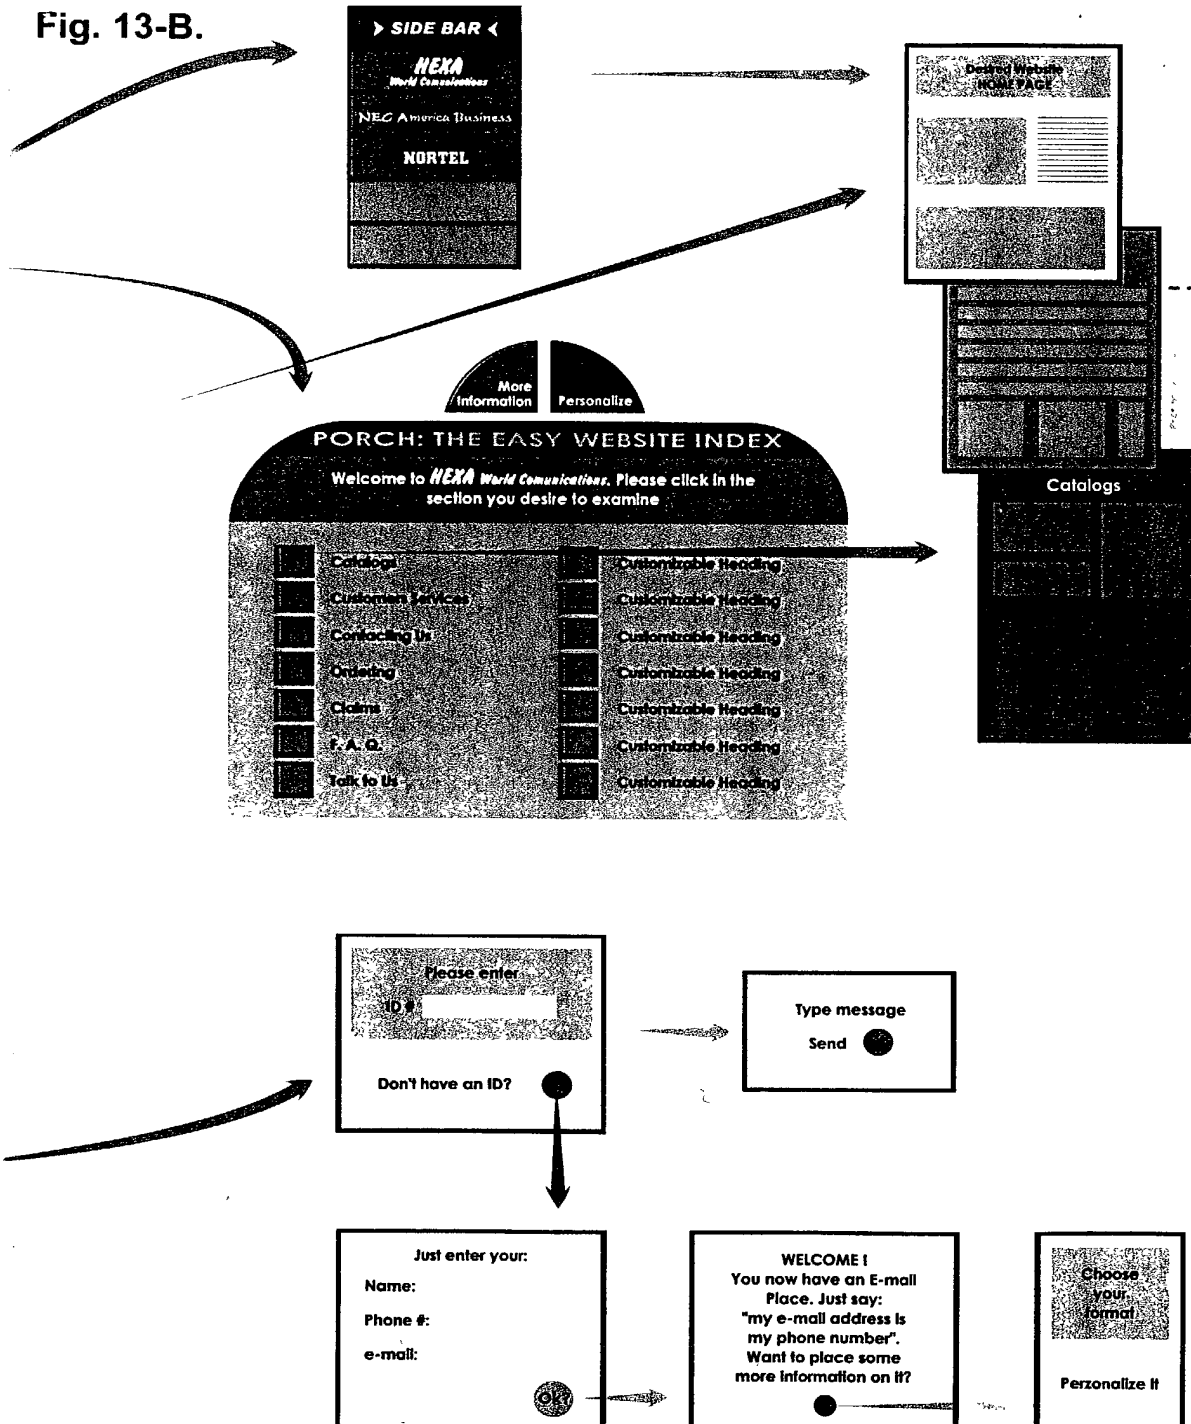 Fig. 13-B.
SIDE BAR
HEXA
World Comunications
NEC America Business
NORTEL
Desired Website
HOME PAGE
More
Information
Personalize
PORCH: THE EASY WEBSITE INDEX
Welcome to HEXA World Comunications. Please click in the
section you desire to examine
Catalogs
Customers Services
Contacting Us
Ordering
Claims
F. A. Q.
Talk to Us
Customizable Heading
Customizable Heading
Customizable Heading
Customizable Heading
Customizable Heading
Customizable Heading
Customizable Heading
Catalogs
Please enter
ID #
Don't have an ID?
Type message
Send
Just enter your:
Name:
Phone #:
e-mail:
Ok?
WELCOME !
You now have an E-mail
Place. Just say:
"my e-mail address is
my phone number".
Want to place some
more information on it?
Choose
your
format
Perzonalize it